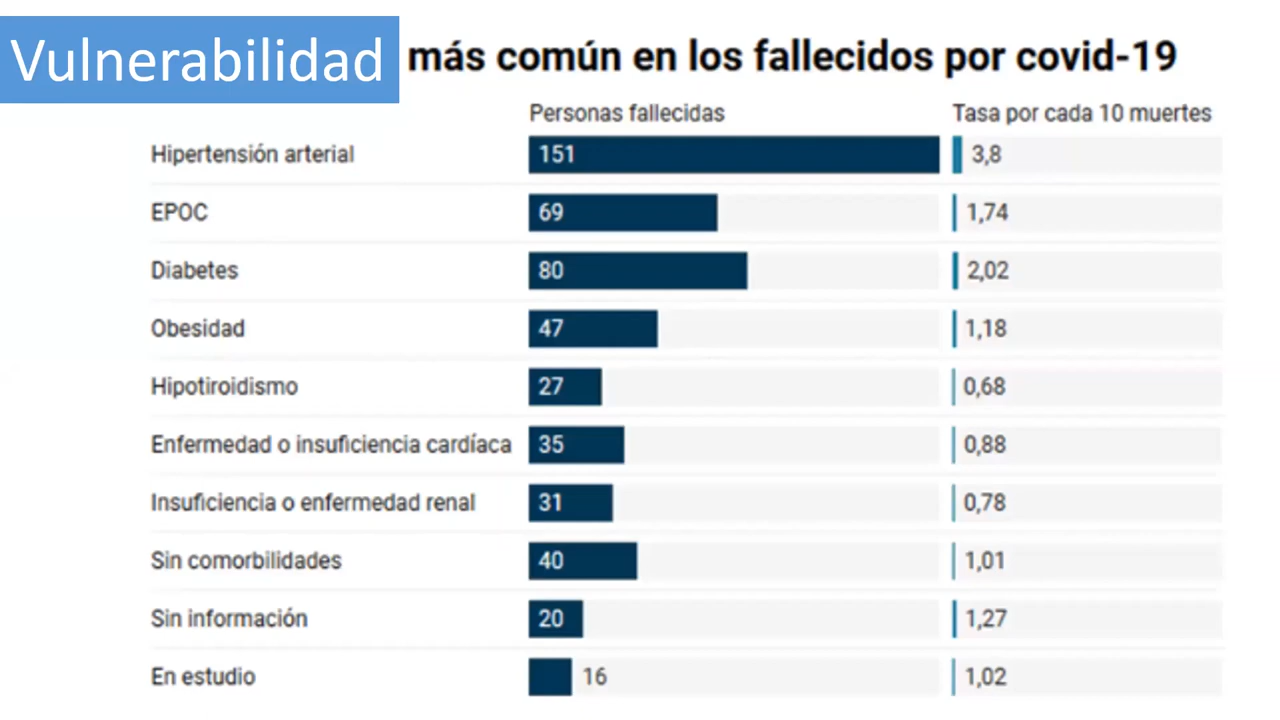 Vulnerabilidad más común en los fallecidos por covid-19
Personas fallecidas Tasa por cada 10 muertes
Hipertensión arterial 151 3,8
EPOC 69 1,74
Diabetes 80 2,02
Obesidad 47 1,18
Hipotiroidismo 27 0,68
Enfermedad o insuficiencia cardíaca 35 0,88
Insuficiencia o enfermedad renal 31 0,78
Sin comorbilidades 40 1,01
Sin información 20 1,27
En estudio 16 1,02